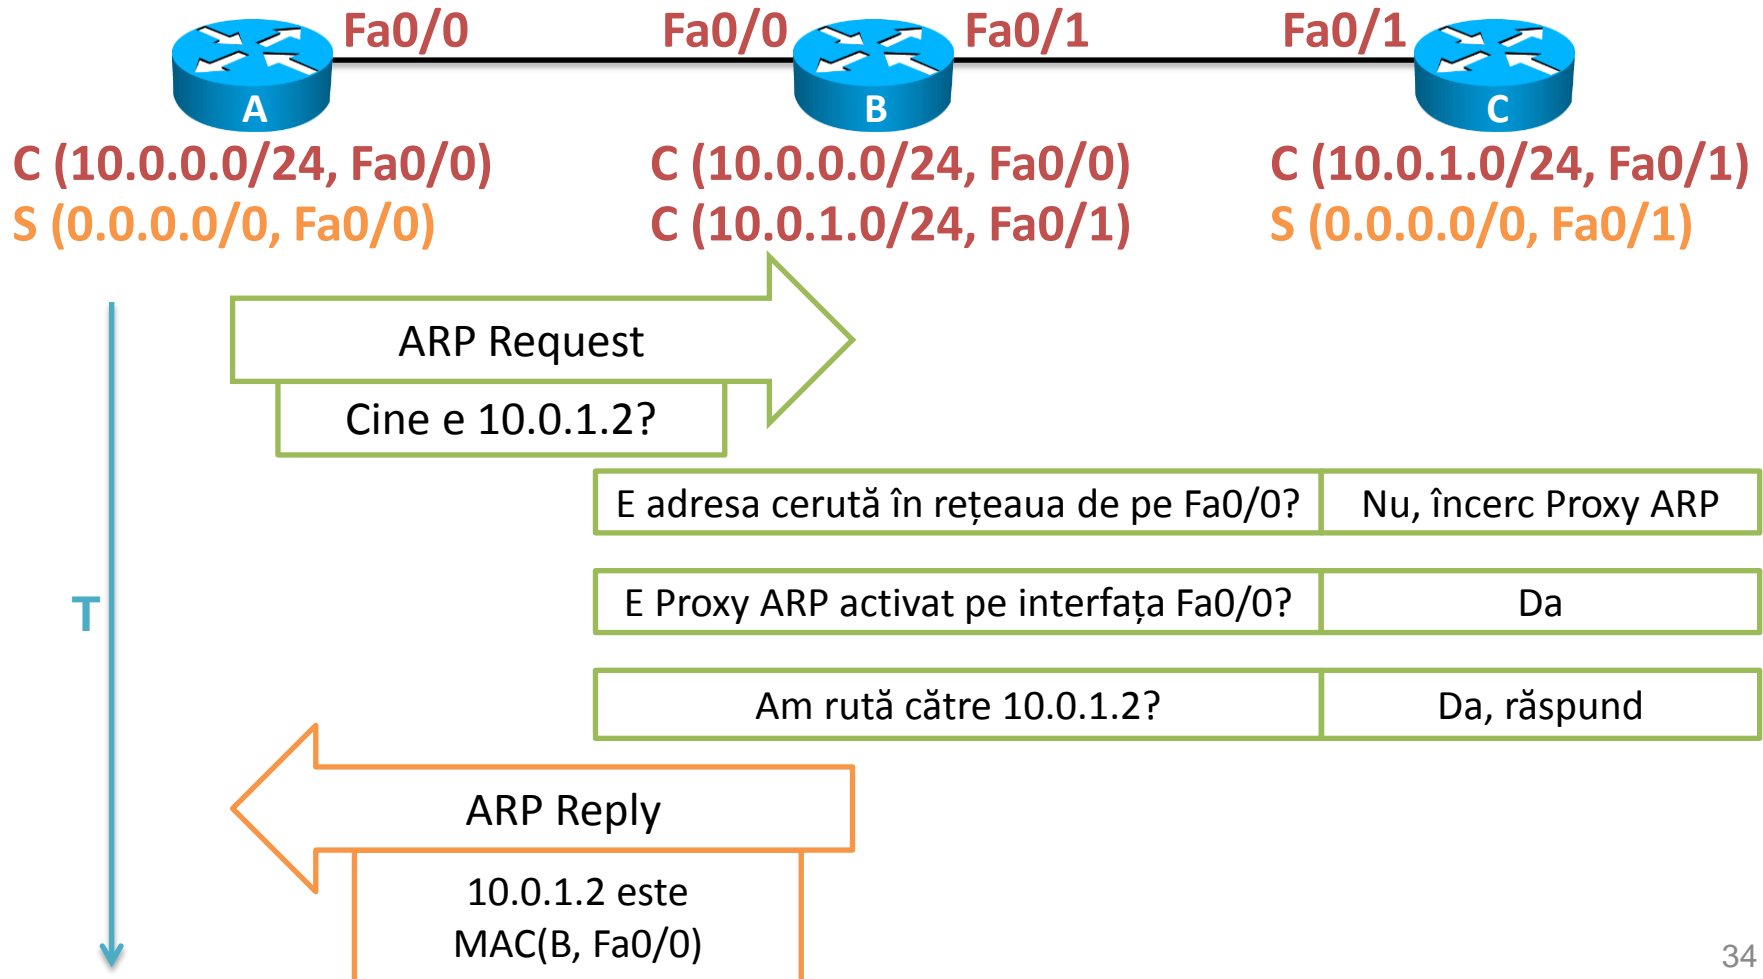 Fa0/0 Fa0/0 Fa0/1 Fa0/1
A B C
C (10.0.0.0/24, Fa0/0) C (10.0.0.0/24, Fa0/0) C (10.0.1.0/24, Fa0/1)
S (0.0.0.0/0, Fa0/0) C (10.0.1.0/24, Fa0/1) S (0.0.0.0/0, Fa0/1)
ARP Request
Cine e 10.0.1.2?
E adresa cerută în rețeaua de pe Fa0/0? Nu, încerc Proxy ARP
T
E Proxy ARP activat pe interfața Fa0/0? Da
Am rută către 10.0.1.2? Da, răspund
ARP Reply
10.0.1.2 este
MAC(B, Fa0/0)
34